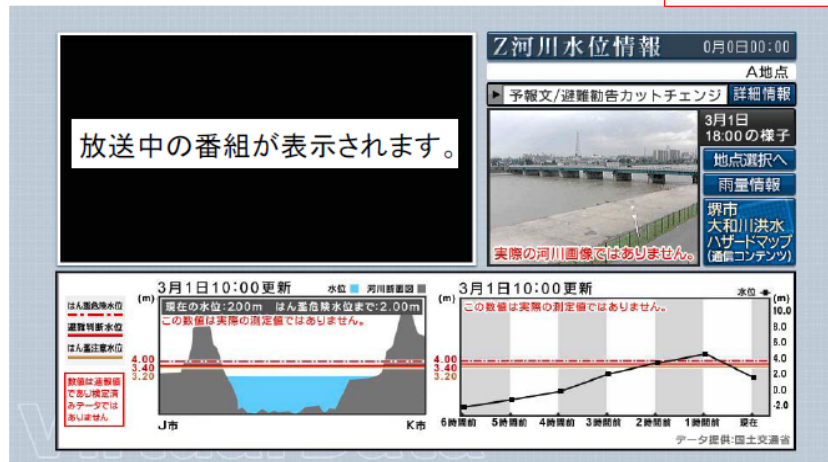 放送中の番組が表示されます。
Z河川水位情報 0月0日00:00
A地点
▶ 予報文/避難勧告カットチェンジ 詳細情報
3月1日
18:00の様子
地点選択へ
雨量情報
堺市
大和川洪水
ハザードマップ
(通信コンテンツ)
実際の河川画像ではありません。
3月1日10:00更新 水位 河川断面図
(m)
現在の水位:2.00m はん濫危険水位まで:2.00m
この数値は実際の測定値ではありません。
はん濫危険水位
避難判断水位
はん濫注意水位
4.00
3.40
3.20
数値は速報値
であり検定済
みデータでは
ありません
J市 K市
3月1日10:00更新 水位
(m) (m)
この数値は実際の測定値ではありません。
10.0
8.0
6.0
4.0
2.0
0.0
-2.0
4.00
3.40
3.20
6時間前 5時間前 4時間前 3時間前 2時間前 1時間前 現在
データ提供:国土交通省
Virtual Data